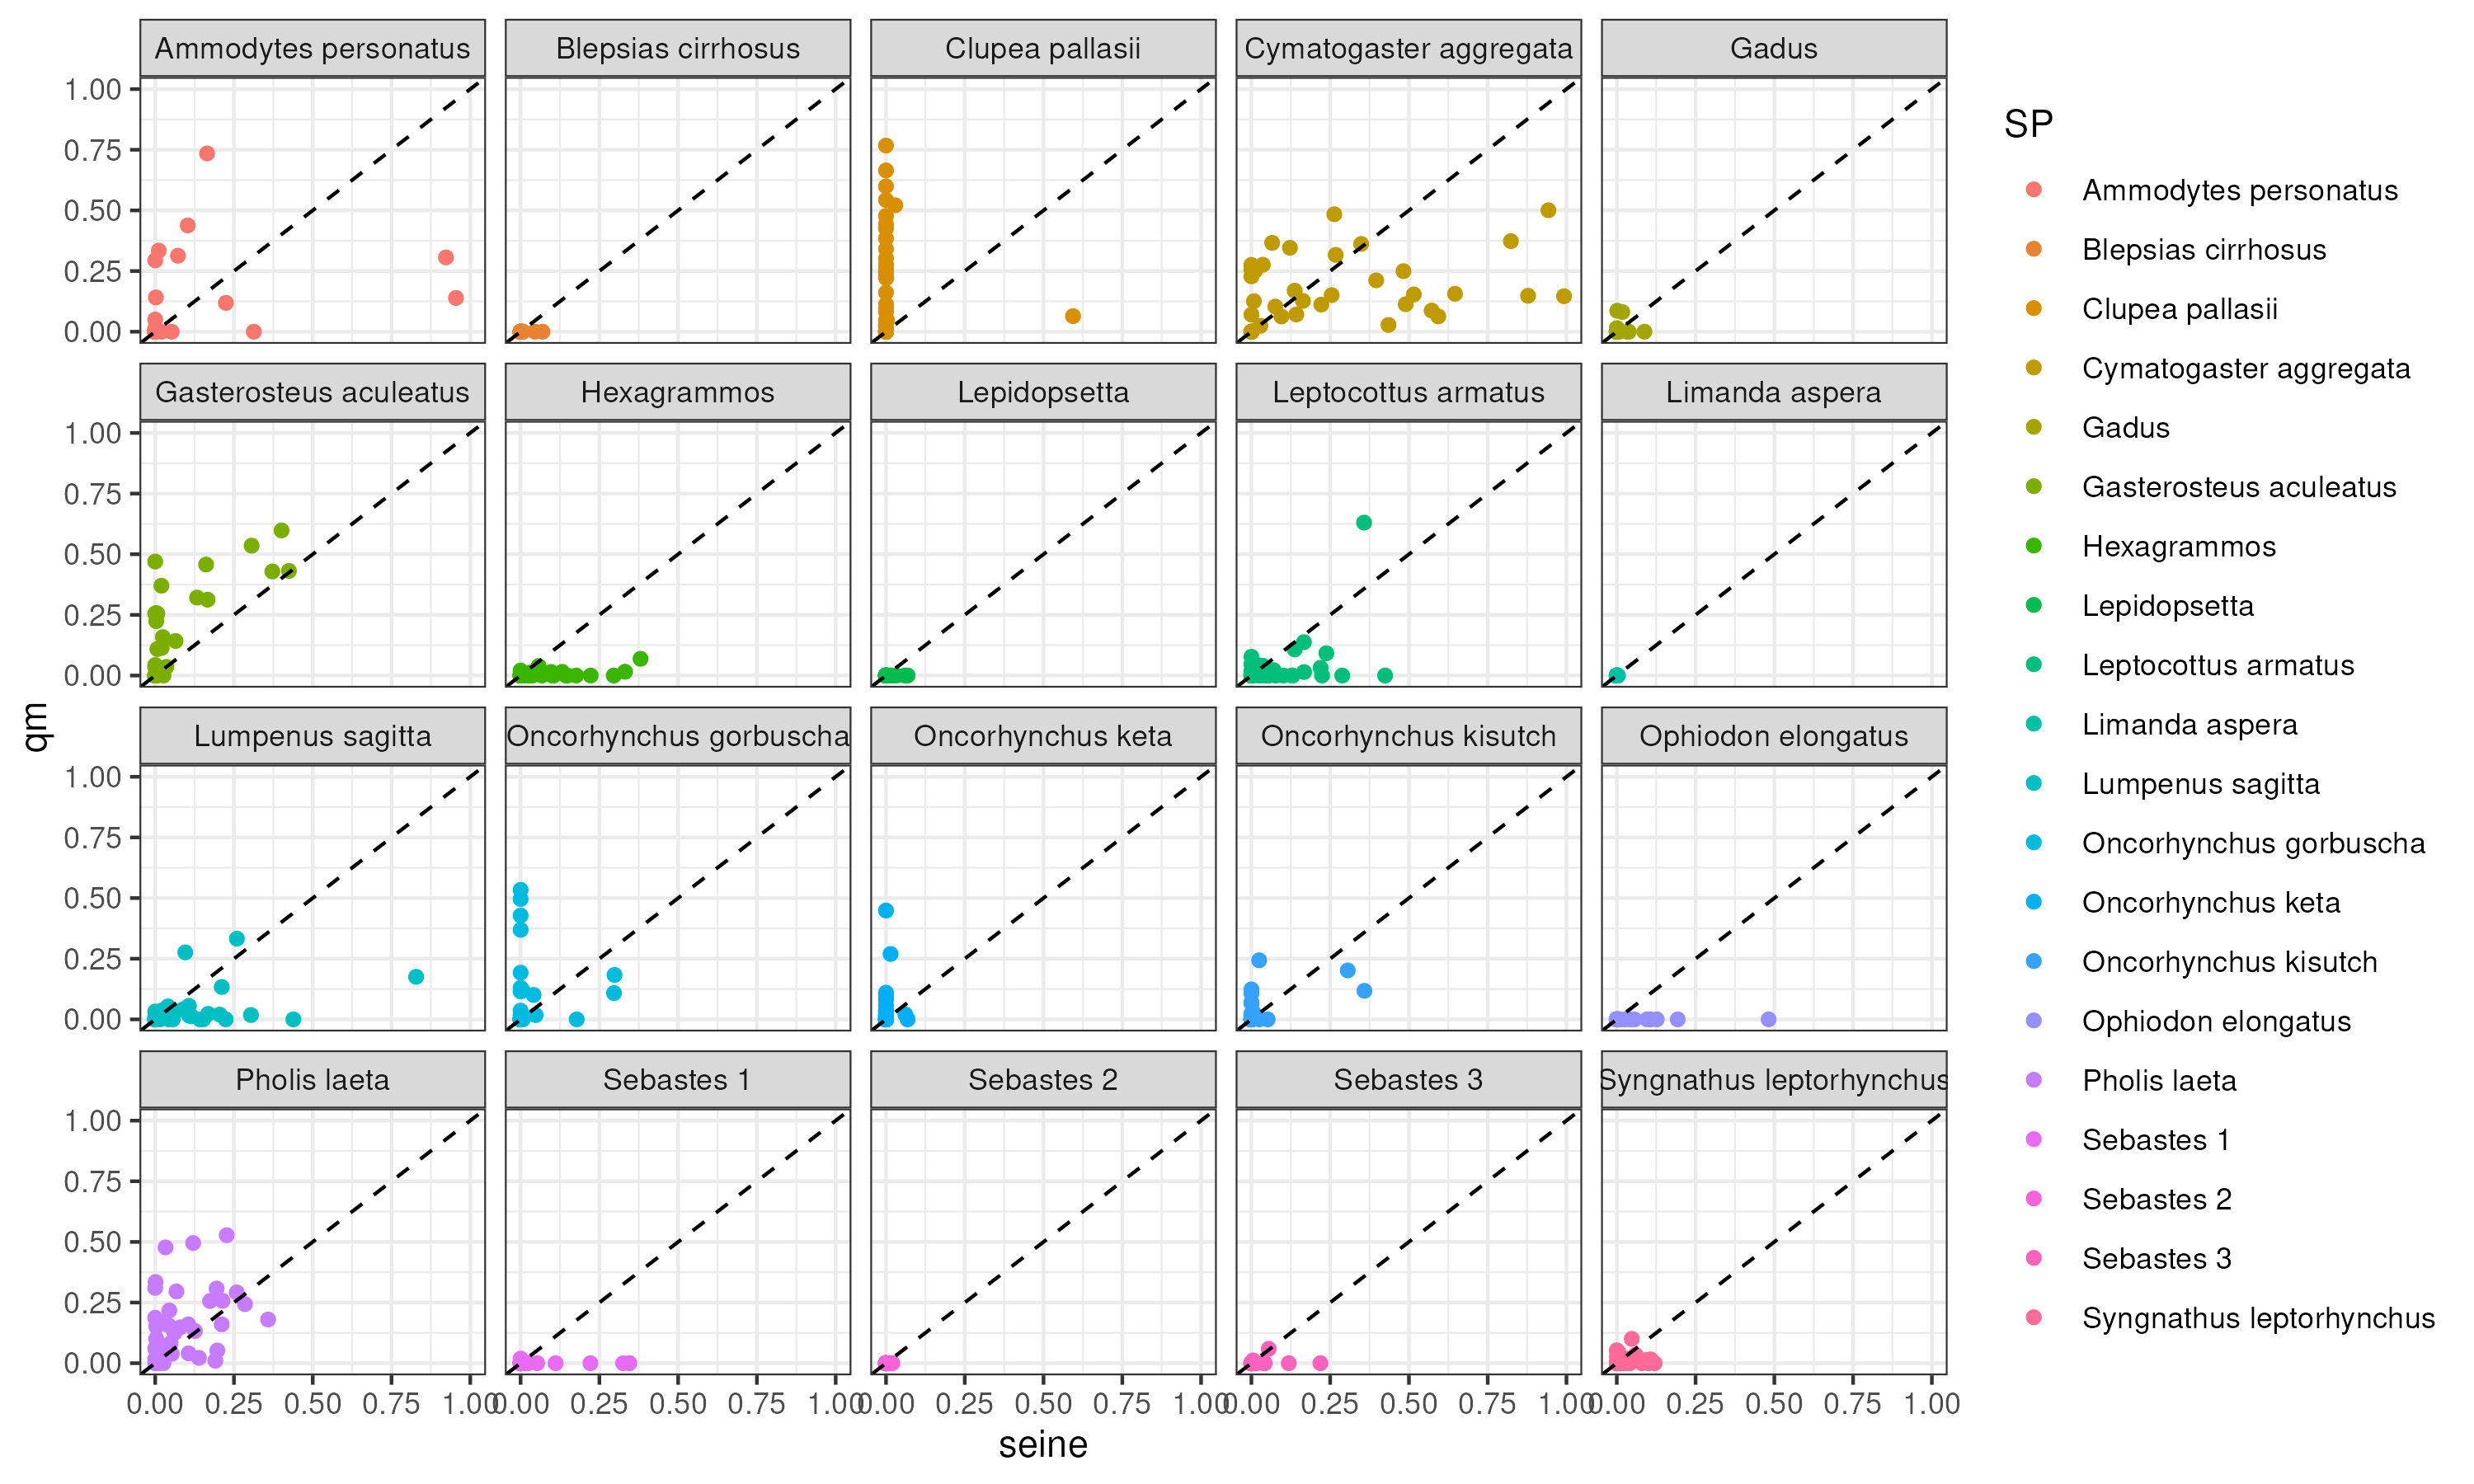 Ammodytes personatus
Blepsias cirrhosus
Clupea pallasii
Cymatogaster aggregata
Gadus
1.00
0.75
0.50
0.25
0.00
Gasterosteus aculeatus
Hexagrammos
Lepidopsetta
Leptocottus armatus
Limanda aspera
1.00
0.75
0.50
0.25
0.00
Lumpenus sagitta
Oncorhynchus gorbuscha
Oncorhynchus keta
Oncorhynchus kisutch
Ophiodon elongatus
1.00
0.75
0.50
0.25
0.00
Pholis laeta
Sebastes 1
Sebastes 2
Sebastes 3
Syngnathus leptorhynchus
1.00
0.75
0.50
0.25
0.00
0.00 0.25 0.50 0.75 1.00
0.00 0.25 0.50 0.75 1.00
0.00 0.25 0.50 0.75 1.00
0.00 0.25 0.50 0.75 1.00
0.00 0.25 0.50 0.75 1.00
qm
seine
SP
Ammodytes personatus
Blepsias cirrhosus
Clupea pallasii
Cymatogaster aggregata
Gadus
Gasterosteus aculeatus
Hexagrammos
Lepidopsetta
Leptocottus armatus
Limanda aspera
Lumpenus sagitta
Oncorhynchus gorbuscha
Oncorhynchus keta
Oncorhynchus kisutch
Ophiodon elongatus
Pholis laeta
Sebastes 1
Sebastes 2
Sebastes 3
Syngnathus leptorhynchus